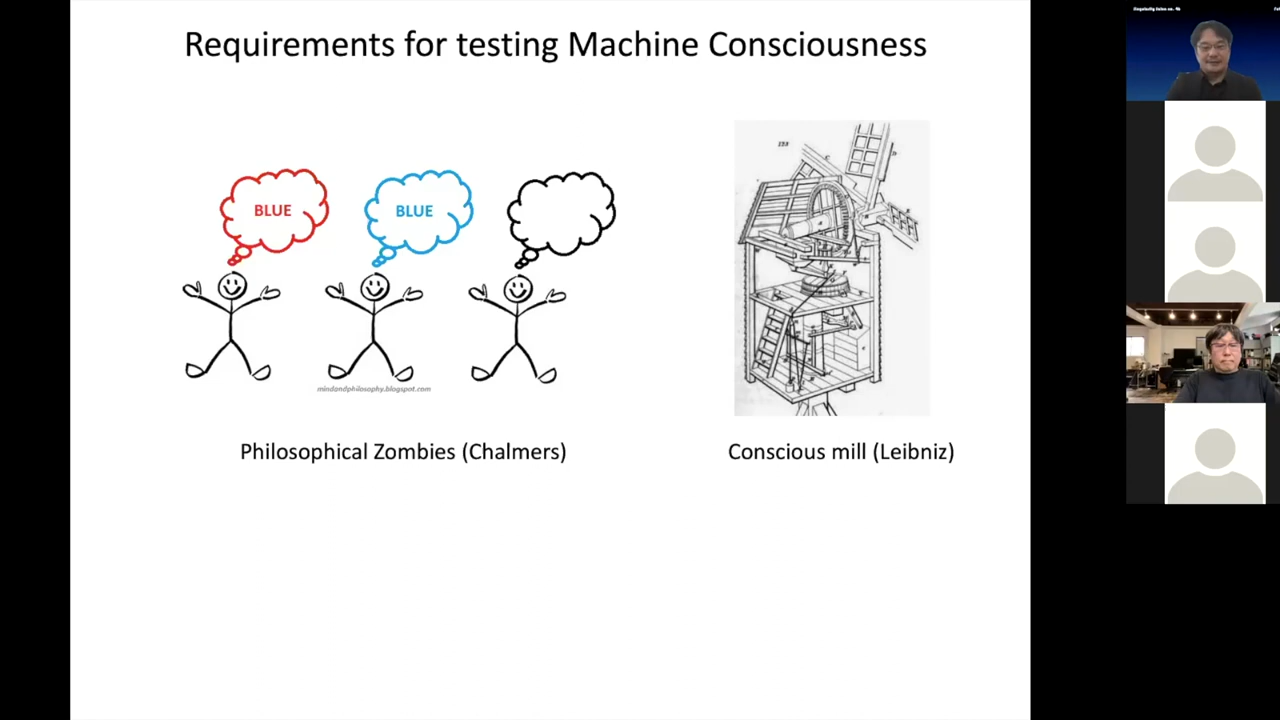 Requirements for testing Machine Consciousness
BLUE
BLUE
mindandphilosophy.blogspot.com
Philosophical Zombies (Chalmers)
Conscious mill (Leibniz)